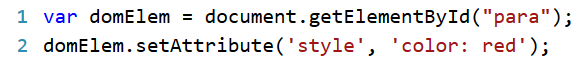 1 var domElem = document.getElementById("para");
2 domElem.setAttribute('style', 'color: red');